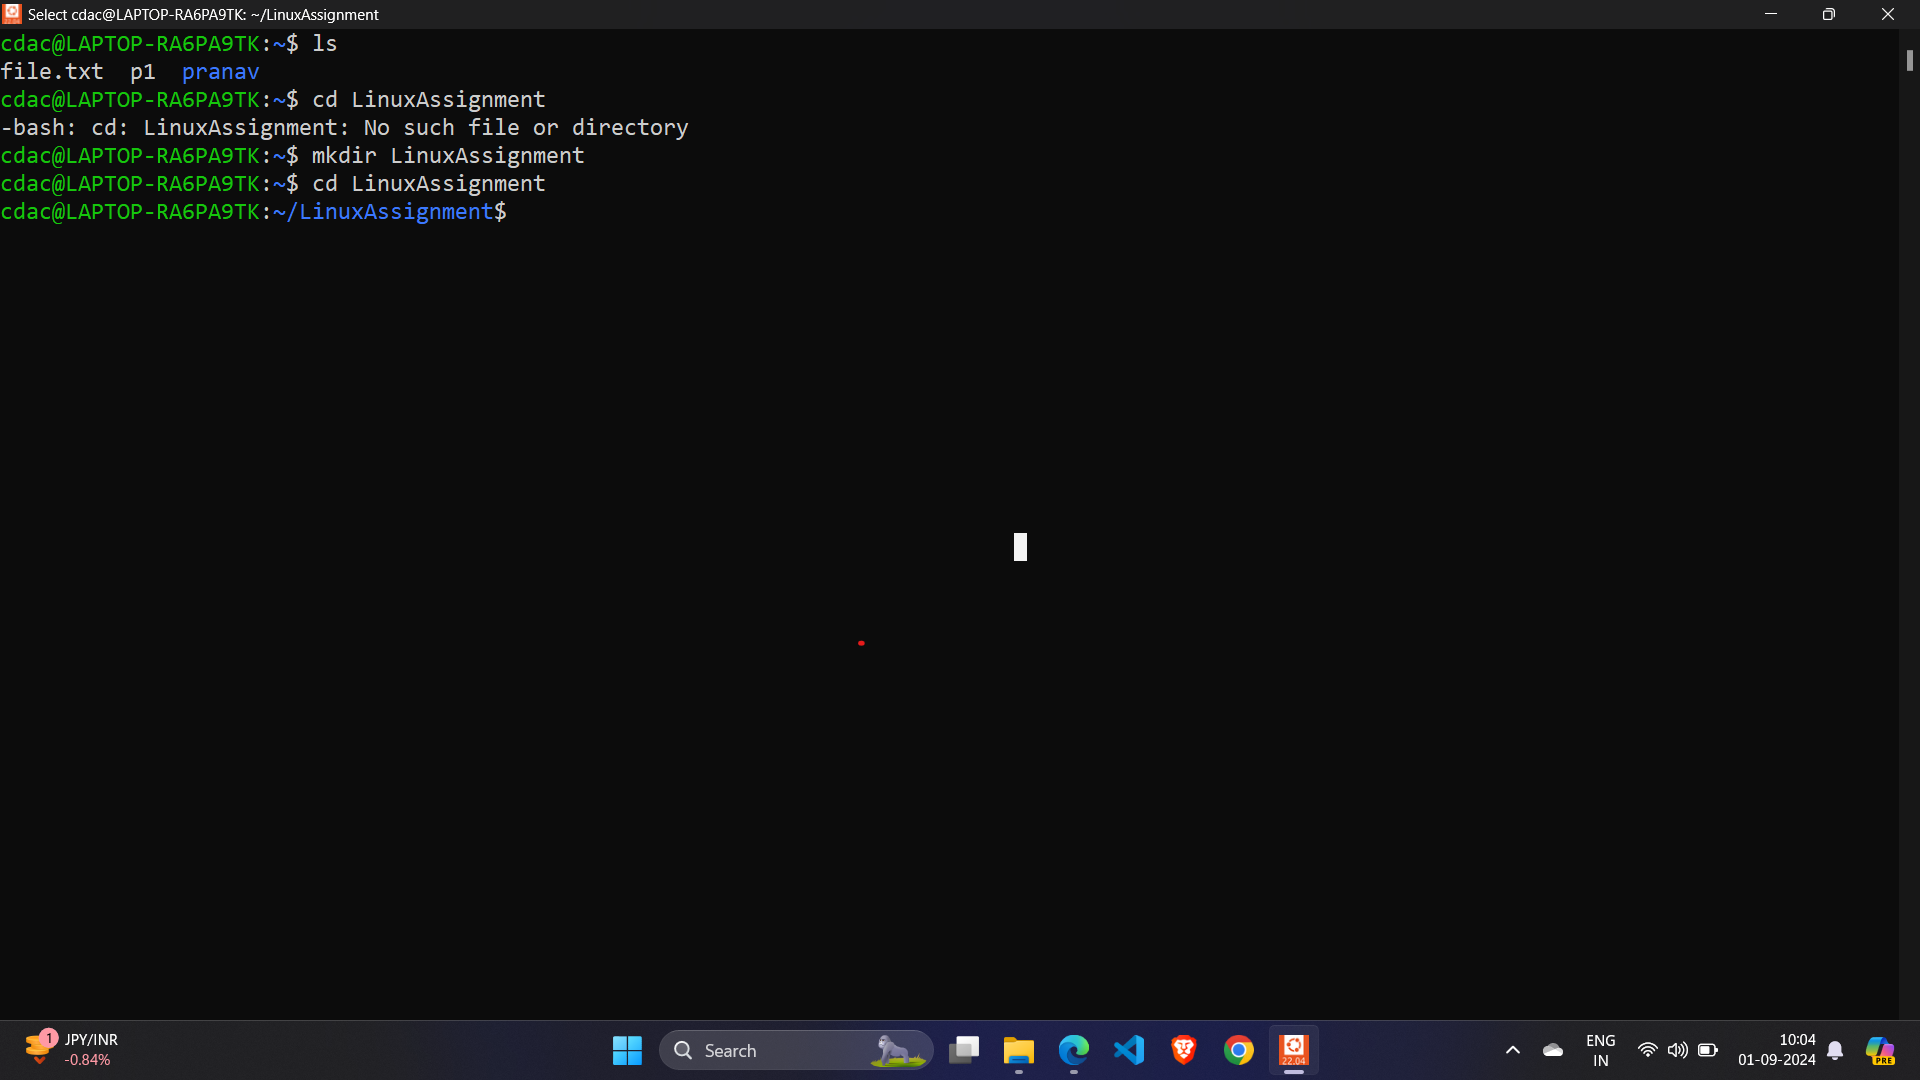 Select cdac@LAPTOP-RA6PA9TK: ~/LinuxAssignment
cdac@LAPTOP-RA6PA9TK:~$ ls
file.txt  p1  pranav
cdac@LAPTOP-RA6PA9TK:~$ cd LinuxAssignment
-bash: cd: LinuxAssignment: No such file or directory
cdac@LAPTOP-RA6PA9TK:~$ mkdir LinuxAssignment
cdac@LAPTOP-RA6PA9TK:~$ cd LinuxAssignment
cdac@LAPTOP-RA6PA9TK:~/LinuxAssignment$
1
JPY/INR
-0.84%
Search
22.04
ENG
IN
10:04
01-09-2024
PRE